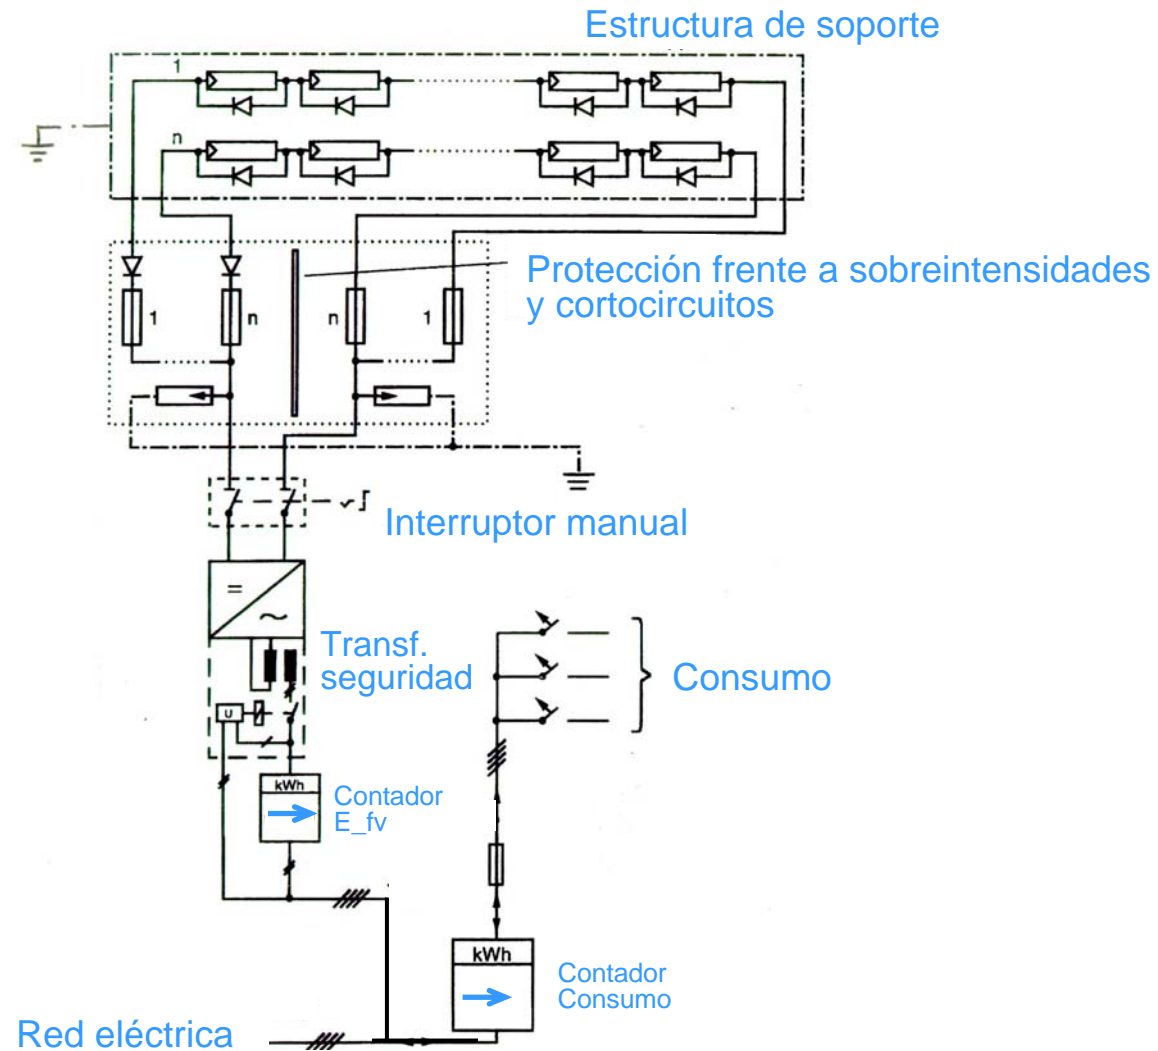 Estructura de soporte
1
n
Protección frente a sobreintensidades
y cortocircuitos
1
n
n
1
Interruptor manual
=
~
Transf.
seguridad
Consumo
U
kWh
Contador
E_fv
kWh
Contador
Consumo
Red eléctrica